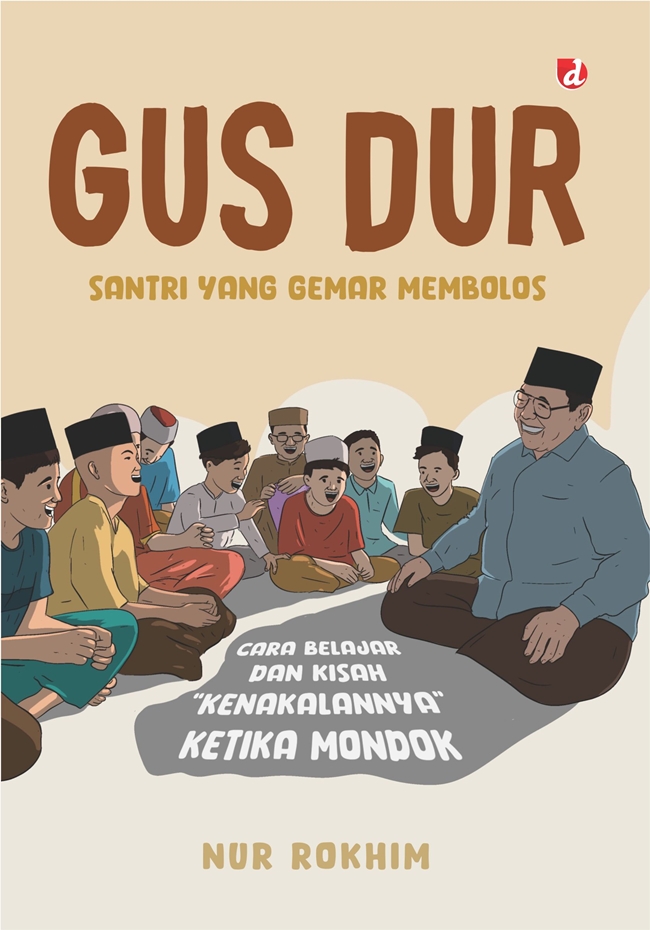 d
GUS DUR
SANTRI YANG GEMAR MEMBOLOS
CARA BELAJAR
DAN KISAH
"KENAKALANNYA"
KETIKA MONDOK
NUR ROKHIM